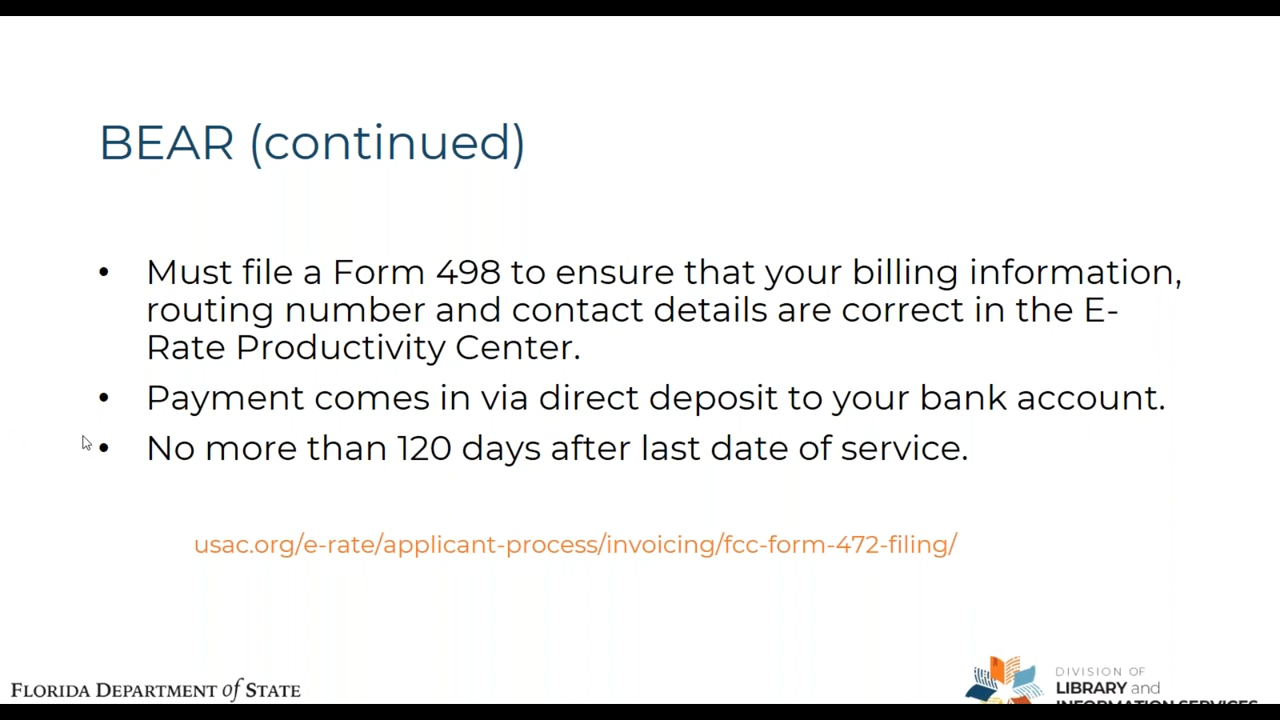 BEAR (continued)
• Must file a Form 498 to ensure that your billing information,
routing number and contact details are correct in the E-
Rate Productivity Center.
• Payment comes in via direct deposit to your bank account.
• No more than 120 days after last date of service.
usac.org/e-rate/applicant-process/invoicing/fcc-form-472-filing/
FLORIDA DEPARTMENT of STATE
DIVISION OF
LIBRARY and
INFORMATION SERVICES